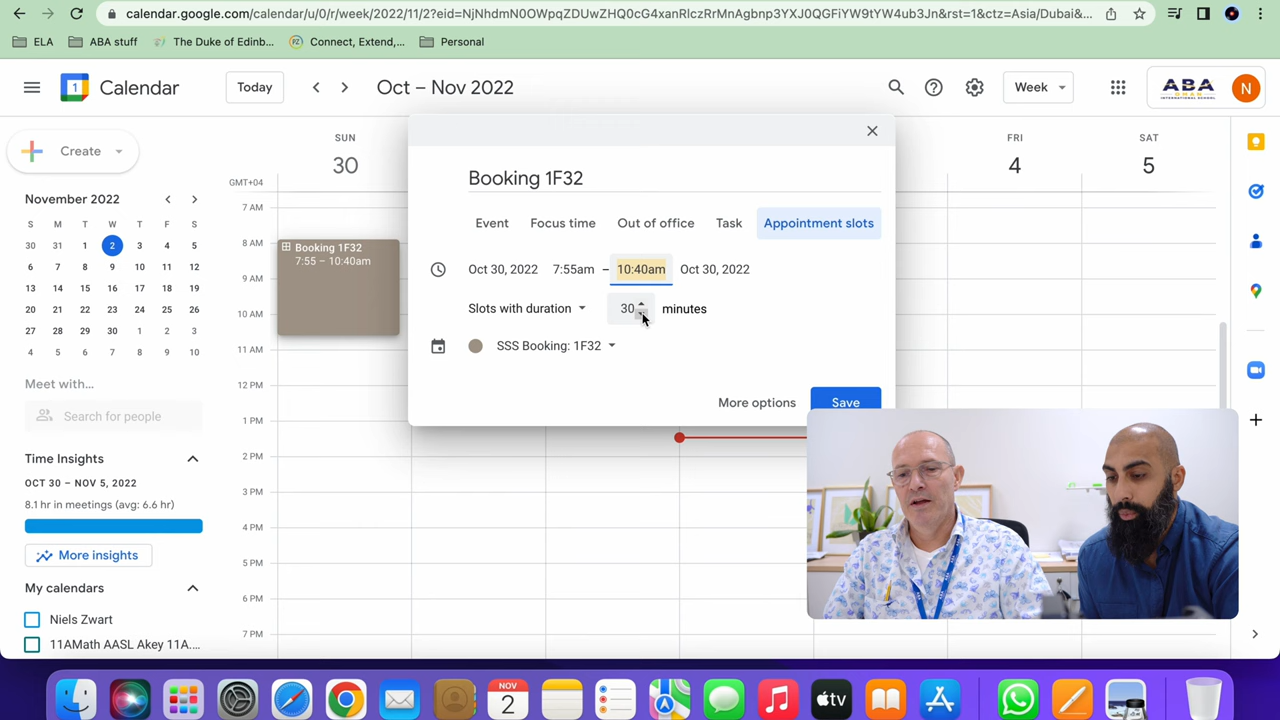 calendar.google.com/calendar/u/0/r/week/2022/11/2?eid=NjNhdmN0OWpqZDUwZHQ0cG4xanRlczRrMnAgbnp3YXJ0QGFiYW9tYW4ub3Jn&rst=1&ctz=Asia/Dubai&...
ELA
ABA stuff
The Duke of Edinb...
Connect, Extend,...
Personal
1
Calendar
Today
Oct – Nov 2022
Week
ABA
N
Create
November 2022
S M T W T F S
30 31 1 2 3 4 5
6 7 8 9 10 11 12
13 14 15 16 17 18 19
20 21 22 23 24 25 26
27 28 29 30 1 2 3
4 5 6 7 8 9 10
Meet with...
Search for people
Time Insights
OCT 30 – NOV 5, 2022
8.1 hr in meetings (avg: 6.6 hr)
More insights
My calendars
Niels Zwart
11AMath AASL Akey 11A....
SUN
30
FRI
4
SAT
5
GMT+04
7 AM
8 AM
9 AM
10 AM
11 AM
12 PM
1 PM
2 PM
3 PM
4 PM
5 PM
6 PM
7 PM
Booking 1F32
7:55 – 10:40am
Booking 1F32
Event
Focus time
Out of office
Task
Appointment slots
Oct 30, 2022 7:55am – 10:40am Oct 30, 2022
Slots with duration 30 minutes
SSS Booking: 1F32
More options
Save
NOV
2
tv